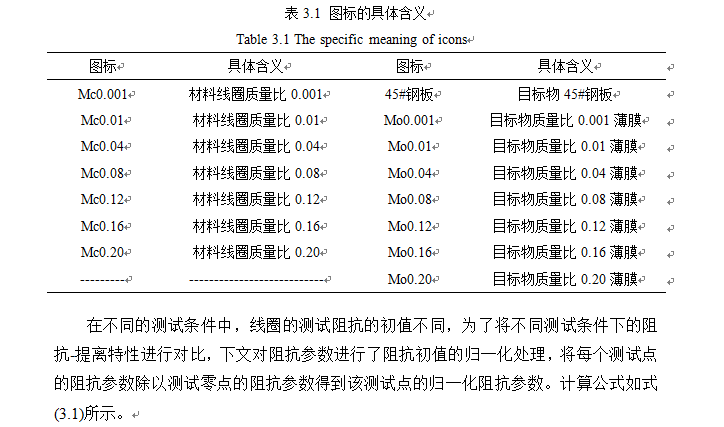 表 3.1 图标的具体含义
Table 3.1 The specific meaning of icons
图标 具体含义 图标 具体含义
Mc0.001 材料线圈质量比 0.001 45#钢板 目标物 45#钢板
Mc0.01 材料线圈质量比 0.01 Mo0.001 目标物质量比 0.001 薄膜
Mc0.04 材料线圈质量比 0.04 Mo0.01 目标物质量比 0.01 薄膜
Mc0.08 材料线圈质量比 0.08 Mo0.04 目标物质量比 0.04 薄膜
Mc0.12 材料线圈质量比 0.12 Mo0.08 目标物质量比 0.08 薄膜
Mc0.16 材料线圈质量比 0.16 Mo0.12 目标物质量比 0.12 薄膜
Mc0.20 材料线圈质量比 0.20 Mo0.16 目标物质量比 0.16 薄膜
--------- --------------------------- Mo0.20 目标物质量比 0.20 薄膜
在不同的测试条件中，线圈的测试阻抗的初值不同，为了将不同测试条件下的阻
抗-提离特性进行对比，下文对阻抗参数进行了阻抗初值的归一化处理，将每个测试点
的阻抗参数除以测试零点的阻抗参数得到该测试点的归一化阻抗参数。计算公式如式
(3.1)所示。